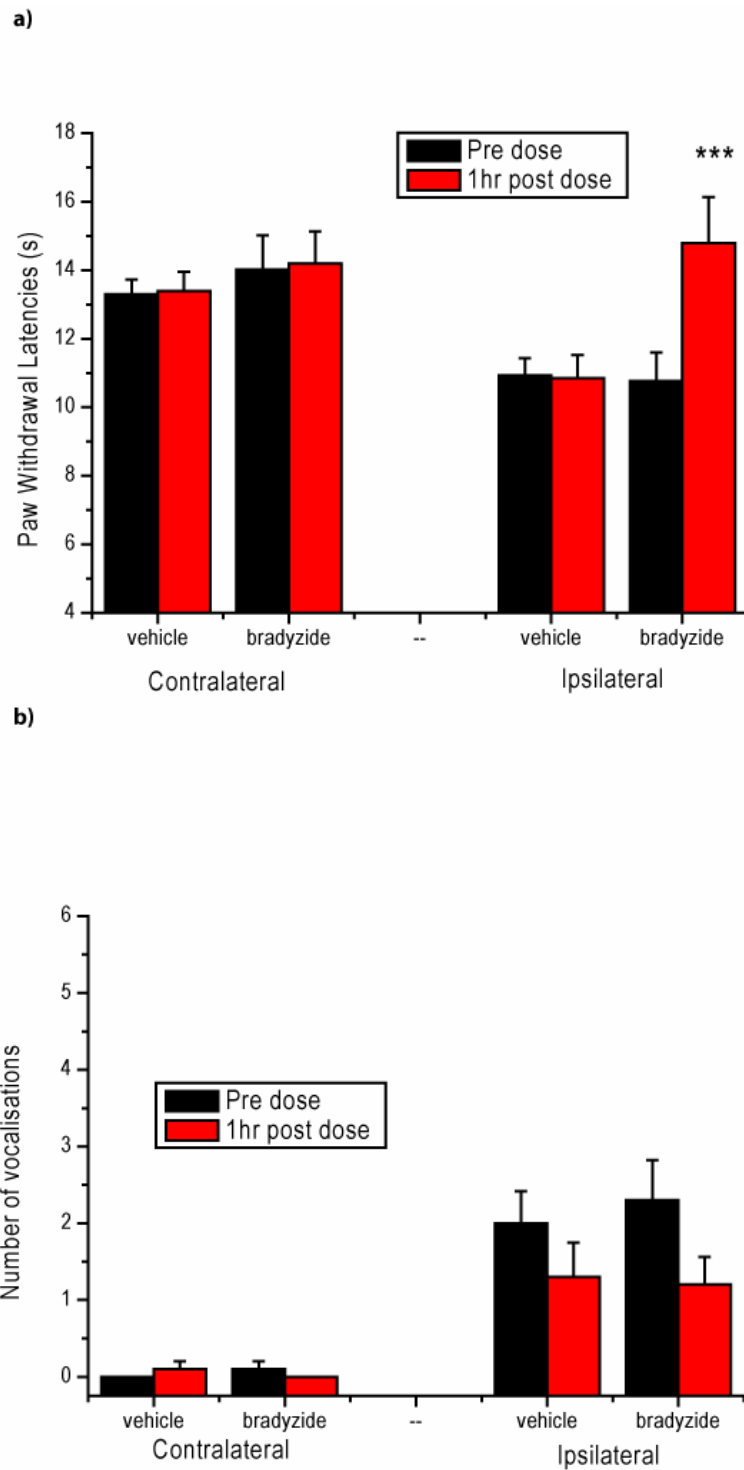 a)
18
16
14
12
10
8
6
4
Paw Withdrawal Latencies (s)
Pre dose
1hr post dose
***
vehicle bradyzide -- vehicle bradyzide
Contralateral Ipsilateral
b)
6
5
4
3
2
1
0
Number of vocalisations
Pre dose
1hr post dose
vehicle bradyzide -- vehicle bradyzide
Contralateral Ipsilateral